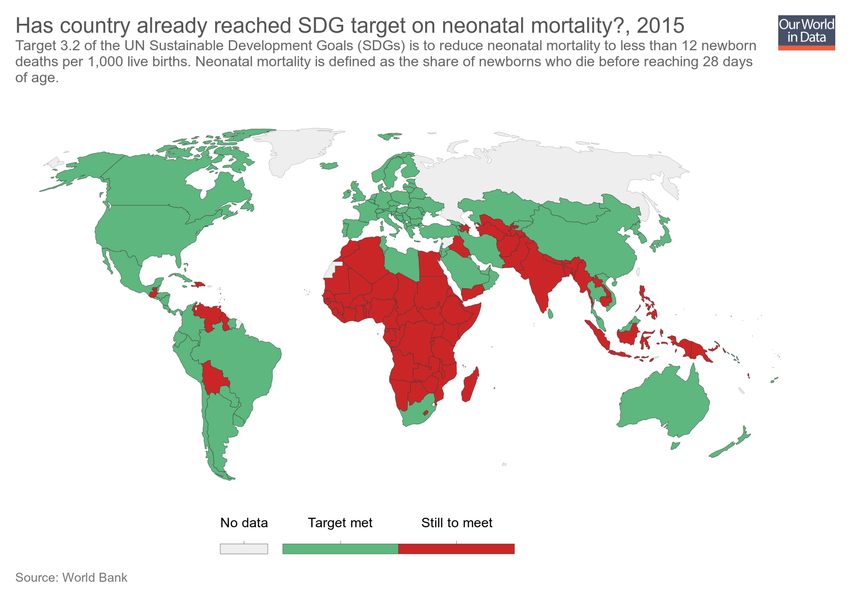 Has country already reached SDG target on neonatal mortality?, 2015
Our World
in Data
Target 3.2 of the UN Sustainable Development Goals (SDGs) is to reduce neonatal mortality to less than 12 newborn
deaths per 1,000 live births. Neonatal mortality is defined as the share of newborns who die before reaching 28 days
of age.
No data
Target met
Still to meet
Source: World Bank